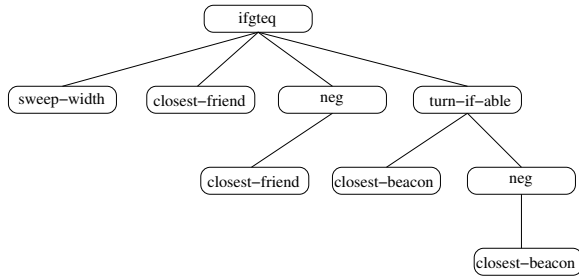 ifgteq
sweep−width
closest−friend
neg
turn−if−able
closest−friend
closest−beacon
neg
closest−beacon